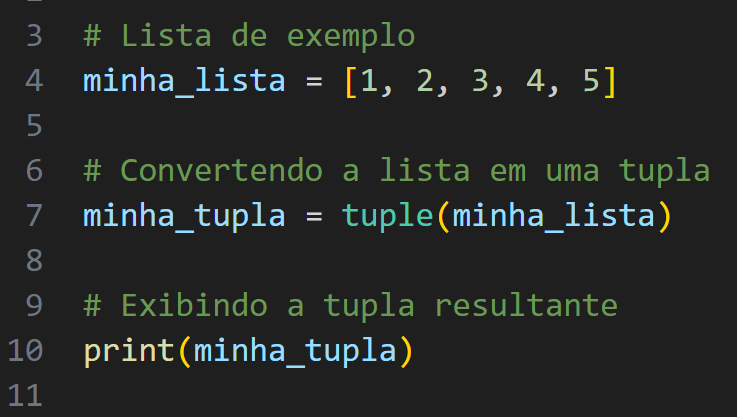 3 # Lista de exemplo
4 minha_lista = [1, 2, 3, 4, 5]
5
6 # Convertendo a lista em uma tupla
7 minha_tupla = tuple(minha_lista)
8
9 # Exibindo a tupla resultante
10 print(minha_tupla)
11